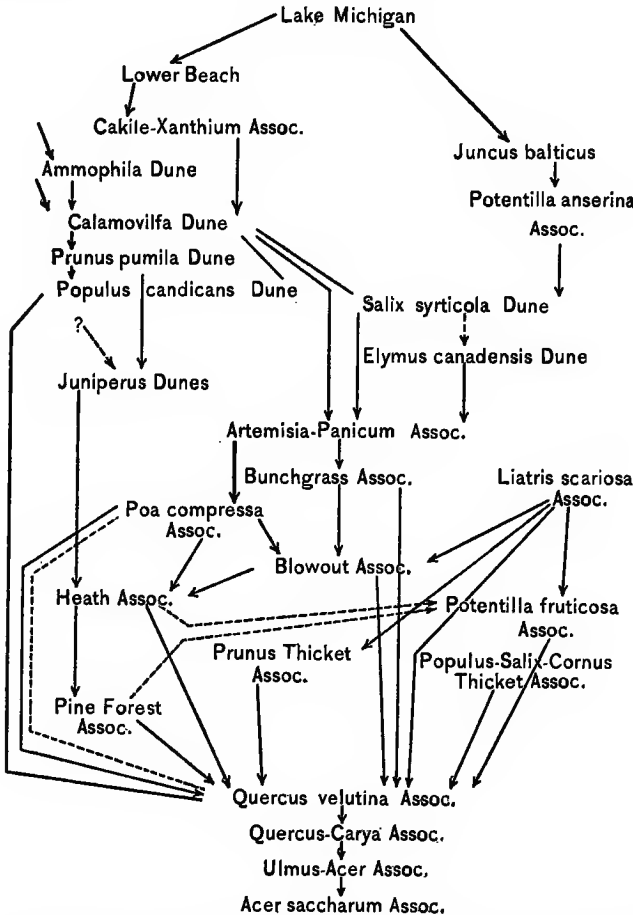 Lake Michigan
Lower Beach
Cakile-Xanthium Assoc.
Juncus balticus
Ammophila Dune
Potentilla anserina
Assoc.
Calamovilfa Dune
Prunus pumila Dune
Populus candicans Dune
Salix syrticola Dune
?
Elymus canadensis Dune
Juniperus Dunes
Artemisia-Panicum Assoc.
Bunchgrass Assoc.
Liatris scariosa
Assoc.
Poa compressa
Assoc.
Blowout Assoc.
Heath Assoc.
Potentilla fruticosa
Assoc.
Prunus Thicket
Assoc.
Populus-Salix-Cornus
Thicket Assoc.
Pine Forest
Assoc.
Quercus velutina Assoc.
Quercus-Carya Assoc.
Ulmus-Acer Assoc.
Acer saccharum Assoc.